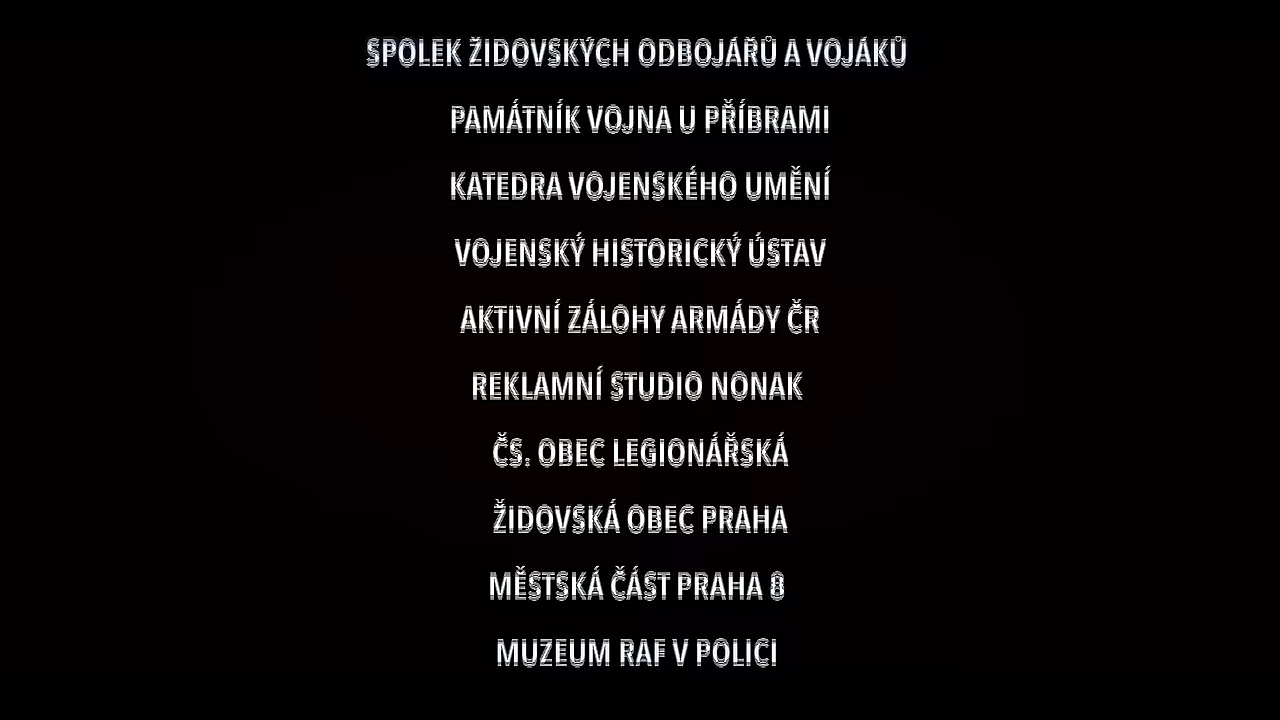 SPOLEK ŽIDOVSKÝCH ODBOJÁŘŮ A VOJÁKŮ
PAMÁTNÍK VOJNA U PŘÍBRAMI
KATEDRA VOJENSKÉHO UMĚNÍ
VOJENSKÝ HISTORICKÝ ÚSTAV
AKTIVNÍ ZÁLOHY ARMÁDY ČR
REKLAMNÍ STUDIO NONAK
ČS. OBEC LEGIONÁŘSKÁ
ŽIDOVSKÁ OBEC PRAHA
MĚSTSKÁ ČÁST PRAHA 8
MUZEUM RAF V POLICI